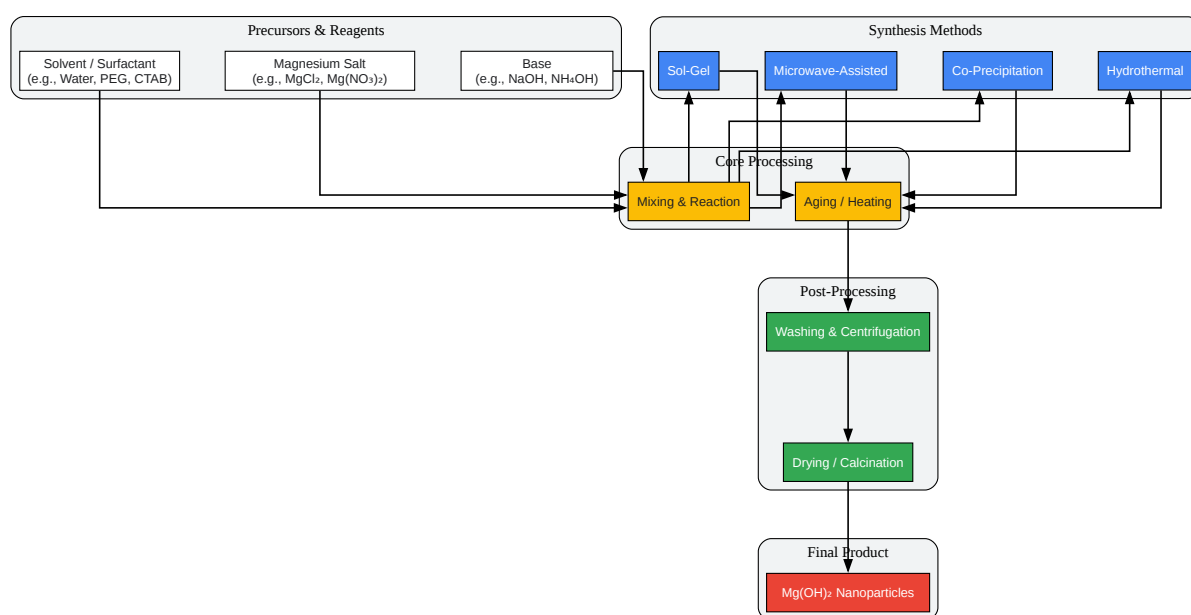 Precursors & Reagents
Solvent / Surfactant
(e.g., Water, PEG, CTAB)
Magnesium Salt
(e.g., MgCl₂, Mg(NO₃)₂)
Base
(e.g., NaOH, NH₄OH)
Synthesis Methods
Sol-Gel
Microwave-Assisted
Co-Precipitation
Hydrothermal
Core Processing
Mixing & Reaction
Aging / Heating
Post-Processing
Washing & Centrifugation
Drying / Calcination
Final Product
Mg(OH)₂ Nanoparticles